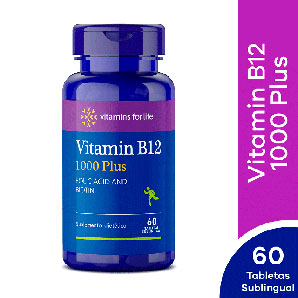 vitamins for life
Vitamin B12
1000 Plus
FOLIC ACID AND
BIOTIN
60
Vitamin B12
1000 Plus
60
Tabletas
Sublingual